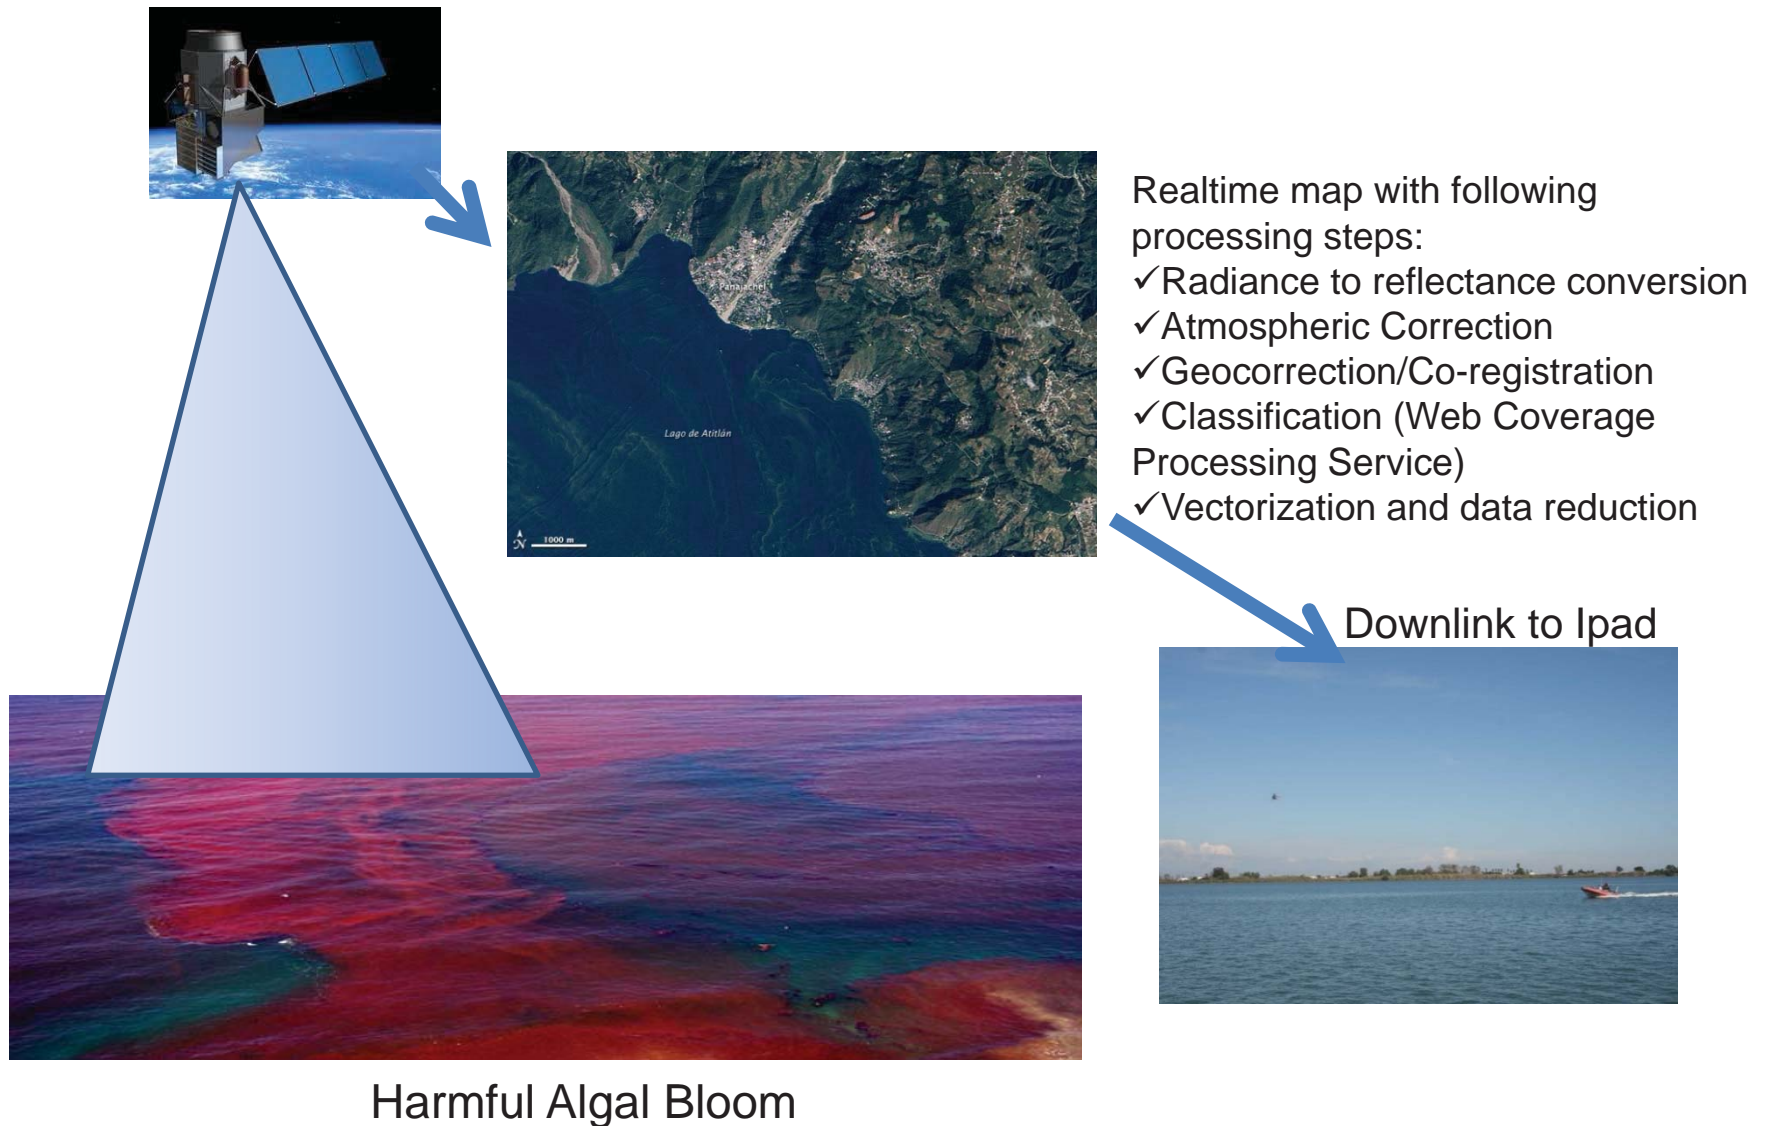 Realtime map with following
processing steps:
✓Radiance to reflectance conversion
✓Atmospheric Correction
✓Geocorrection/Co-registration
✓Classification (Web Coverage
Processing Service)
✓Vectorization and data reduction
Panajachel
Lago de Atitlán
N
1000 m
Downlink to Ipad
Harmful Algal Bloom